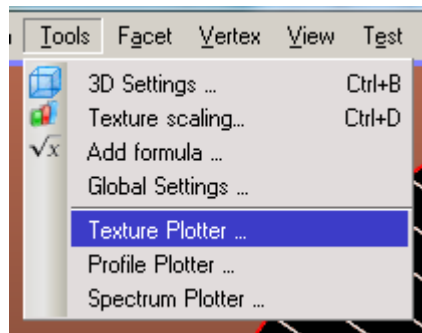 Tools Facet Vertex View Test
3D Settings ... Ctrl+B
Texture scaling... Ctrl+D
√x Add formula ...
Global Settings ...
Texture Plotter ...
Profile Plotter ...
Spectrum Plotter ...